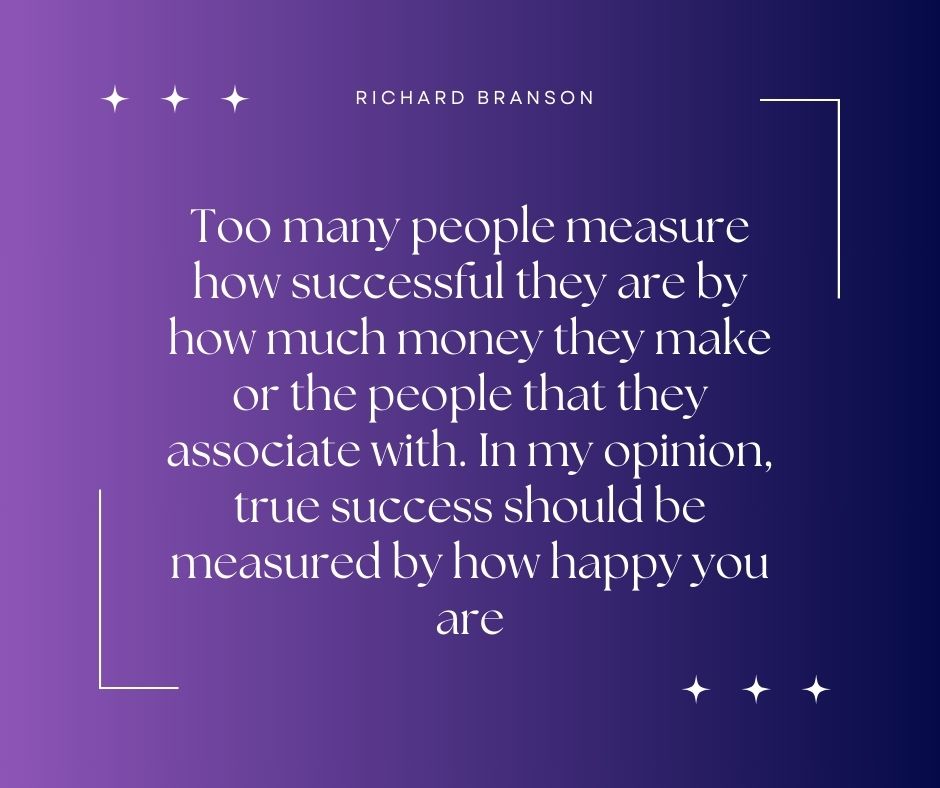 RICHARD BRANSON
Too many people measure
how successful they are by
how much money they make
or the people that they
associate with. In my opinion,
true success should be
measured by how happy you
are